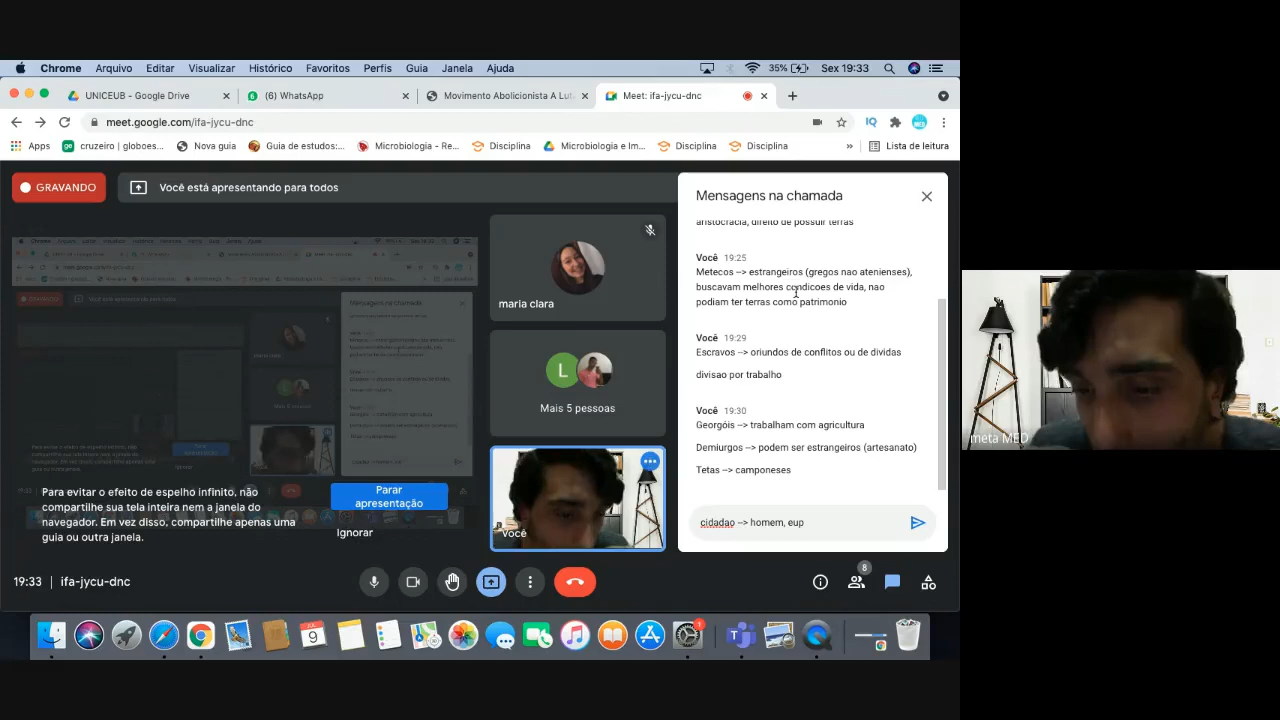 Chrome Arquivo Editar Visualizar Histórico Favoritos Perfis Guia Janela Ajuda 35% Sex 19:33
UNICEUB - Google Drive (6) WhatsApp Movimento Abolicionista A Lut Meet: ifa-jycu-dnc
meet.google.com/ifa-jycu-dnc
Apps cruzeiro | globoes... Nova guia Guia de estudos:... Microbiologia - Re... Disciplina Microbiologia e Im... Disciplina Disciplina Lista de leitura
GRAVANDO Você está apresentando para todos
Mensagens na chamada
aristocracia, direito de possuir terras
Você 19:25
Metecos --> estrangeiros (gregos nao atenienses),
buscavam melhores condicoes de vida, nao
podiam ter terras como patrimonio
Você 19:29
Escravos --> oriundos de conflitos ou de dividas
divisao por trabalho
Você 19:30
Georgóis --> trabalham com agricultura
Demiurgos --> podem ser estrangeiros (artesanato)
Tetas --> camponeses
cidadao --> homem, eup
maria clara
L
Mais 5 pessoas
Você
Para evitar o efeito de espelho infinito, não
compartilhe sua tela inteira nem a janela do
navegador. Em vez disso, compartilhe apenas uma
guia ou outra janela.
Parar
apresentação
Ignorar
19:33 ifa-jycu-dnc
8
9
1
meta MED